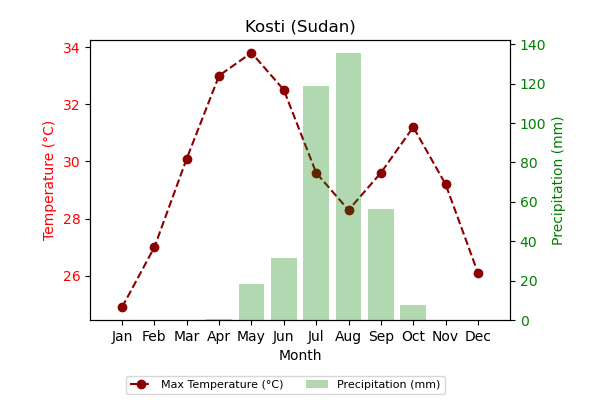 Kosti (Sudan)
34
32
30
28
26
Temperature (°C)
140
120
100
80
60
40
20
0
Precipitation (mm)
Jan Feb Mar Apr May Jun Jul Aug Sep Oct Nov Dec
Month
Max Temperature (°C) Precipitation (mm)